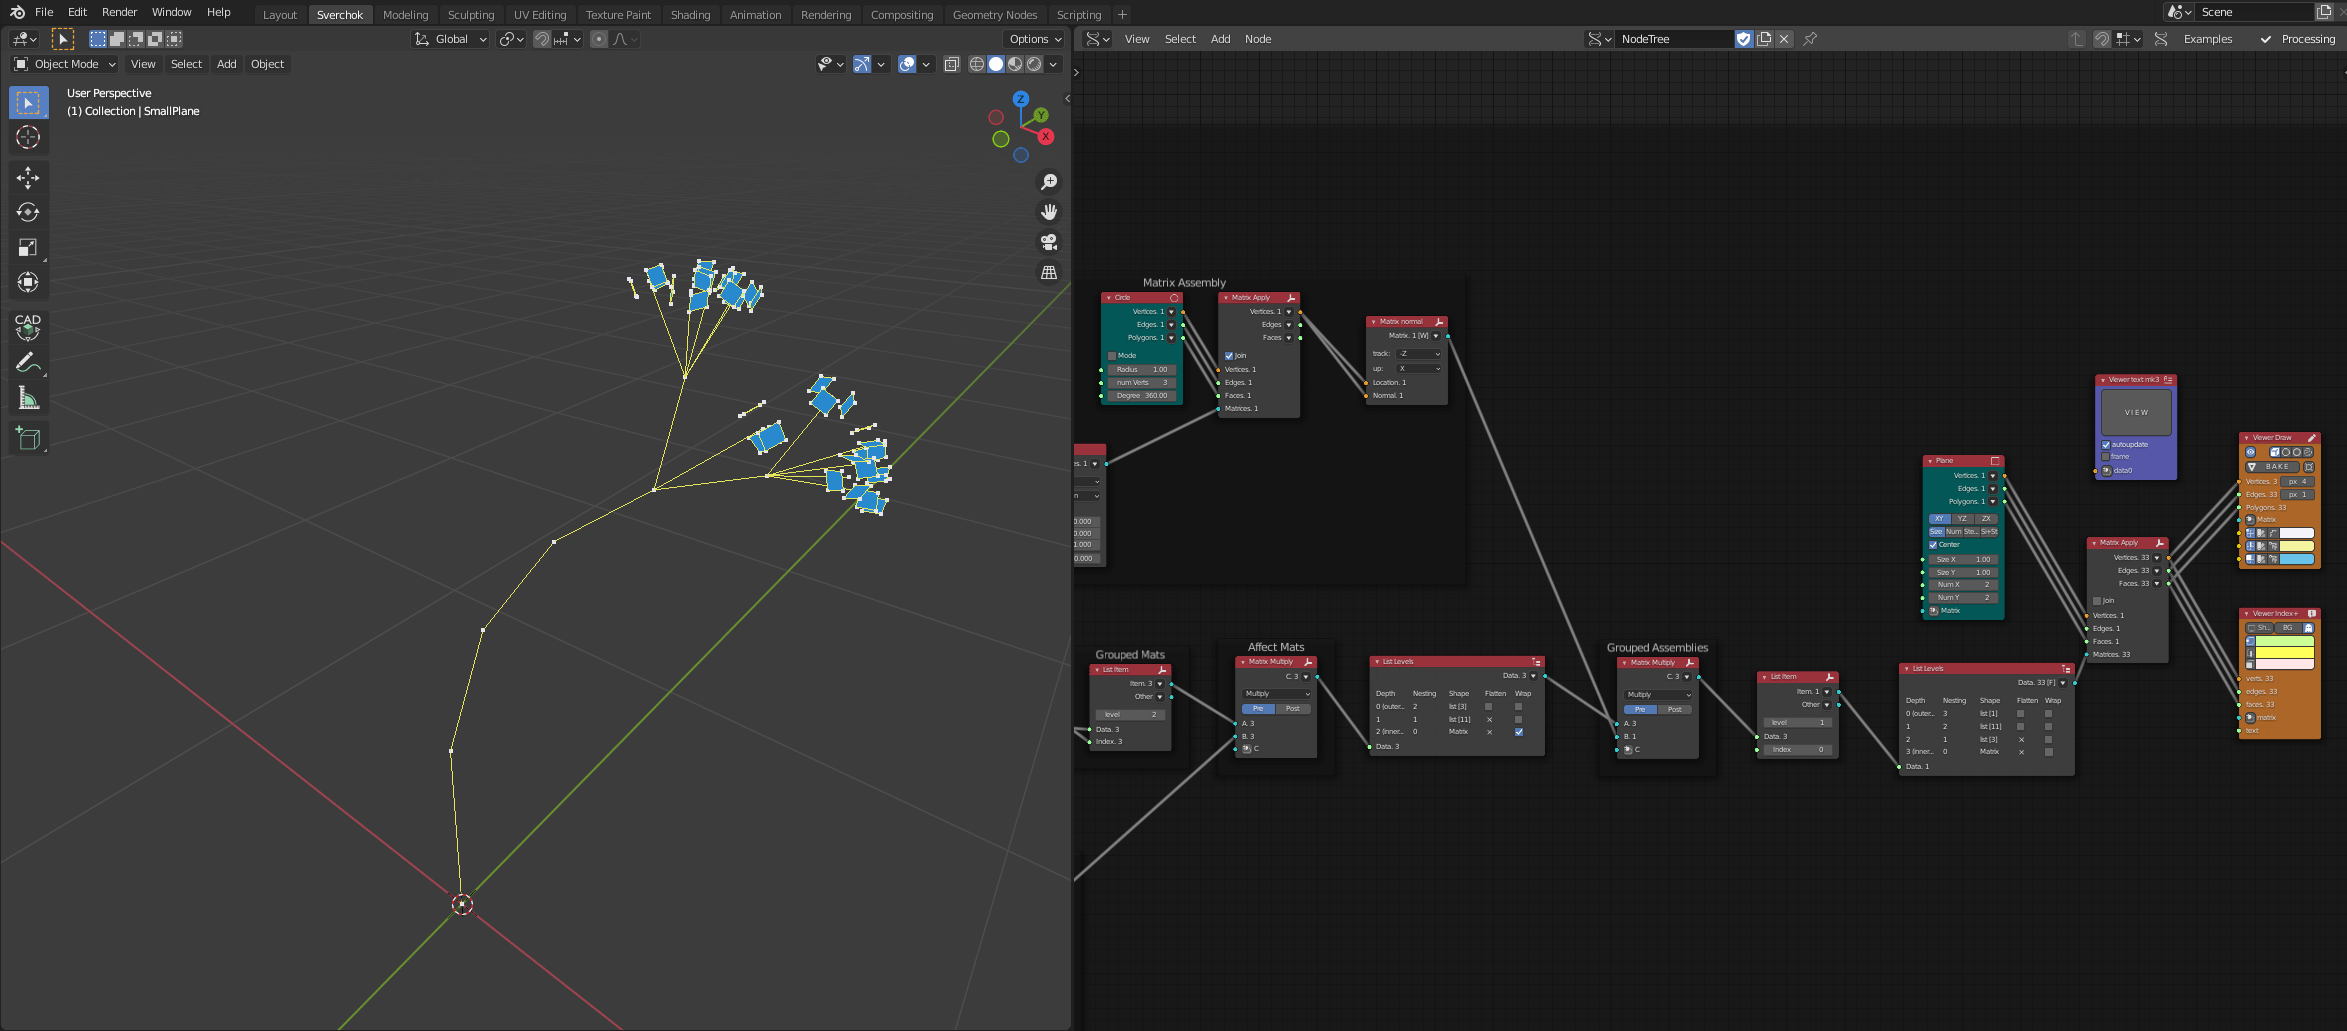 File Edit Render Window Help
Layout Sverchok Modeling Sculpting UV Editing Texture Paint Shading Animation Rendering Compositing Geometry Nodes Scripting +
Scene
Global
Options
View Select Add Node
NodeTree
Examples
Processing
Object Mode View Select Add Object
User Perspective
(1) Collection | SmallPlane
Z
Y
X
CAD
Matrix Assembly
Circle
Vertices. 1
Edges. 1
Polygons. 1
Mode
Radius 1.00
num Verts 3
Degree 360.00
Matrix Apply
Vertices. 1
Edges
Faces
Join
Vertices. 1
Edges. 1
Faces. 1
Matrices. 1
Matrix normal
Matrix. 1 [W]
track: -Z
up: X
Location. 1
Normal. 1
es. 1
n
0.000
0.000
1.000
0.000
Grouped Mats
List Item
Item. 3
Other
level 2
Data. 3
Index. 3
Affect Mats
Matrix Multiply
C. 3
Multiply
Pre Post
A. 3
B. 3
C
List Levels
Data. 3
Depth Nesting Shape Flatten Wrap
0 (outer... 2 list [3]
1 1 list [11]
2 (inner... 0 Matrix
Data. 3
Grouped Assemblies
Matrix Multiply
C. 3
Multiply
Pre Post
A. 3
B. 1
C
List Item
Item. 1
Other
level 1
Data. 3
Index 0
List Levels
Data. 33 [F]
Depth Nesting Shape Flatten Wrap
0 (outer... 3 list [1]
1 2 list [11]
2 1 list [3]
3 (inner... 0 Matrix
Data. 1
Plane
Vertices. 1
Edges. 1
Polygons. 1
XY YZ ZX
Size Num Ste... Si+St
Center
Size X 1.00
Size Y 1.00
Num X 2
Num Y 2
Matrix
Matrix Apply
Vertices. 33
Edges. 33
Faces. 33
Join
Vertices. 1
Edges. 1
Faces. 1
Matrices. 33
Viewer text mk3
VIEW
autoupdate
frame
data0
Viewer Draw
BAKE
Vertices. 3 px 4
Edges. 33 px 1
Polygons. 33
Matrix
Viewer Index+
Sh... BG
verts. 33
edges. 33
faces. 33
matrix
text